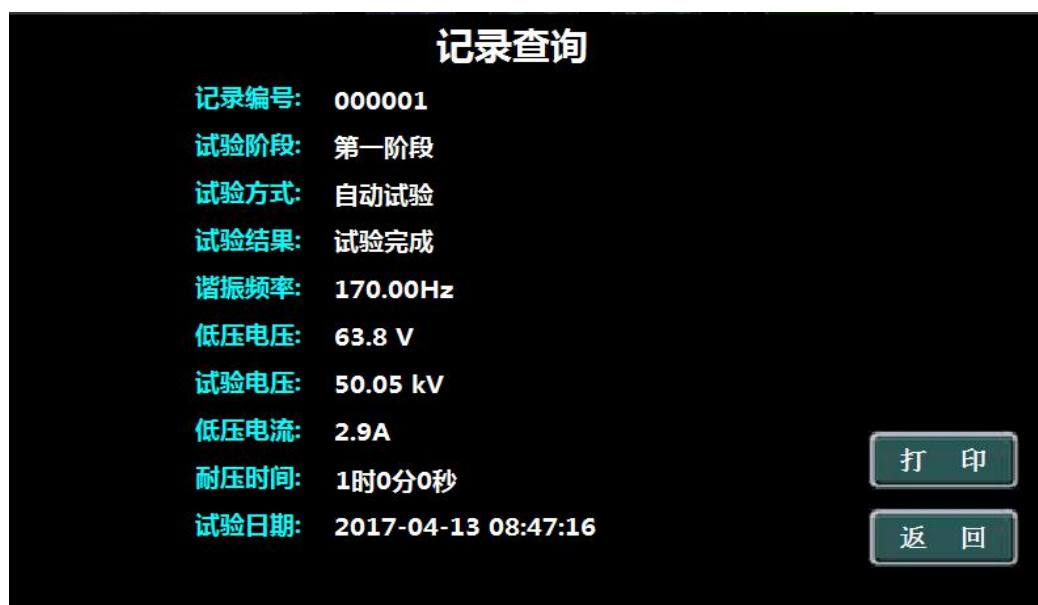 记录查询
记录编号: 000001
试验阶段: 第一阶段
试验方式: 自动试验
试验结果: 试验完成
谐振频率: 170.00Hz
低压电压: 63.8 V
试验电压: 50.05 kV
低压电流: 2.9A
耐压时间: 1时0分0秒
试验日期: 2017-04-13 08:47:16
打 印
返 回